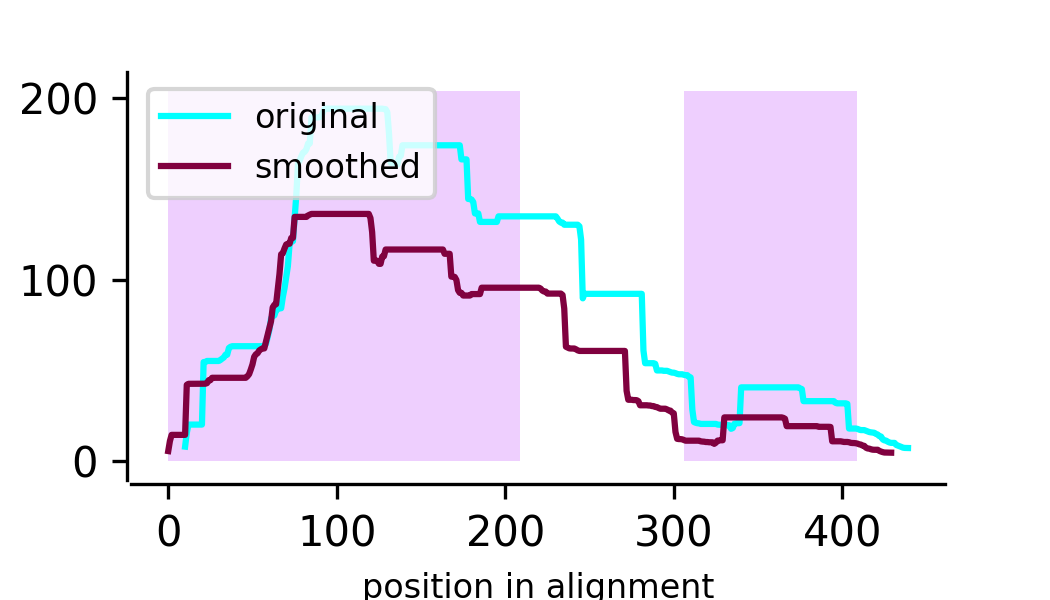 200
100
0
original
smoothed
0 100 200 300 400
position in alignment